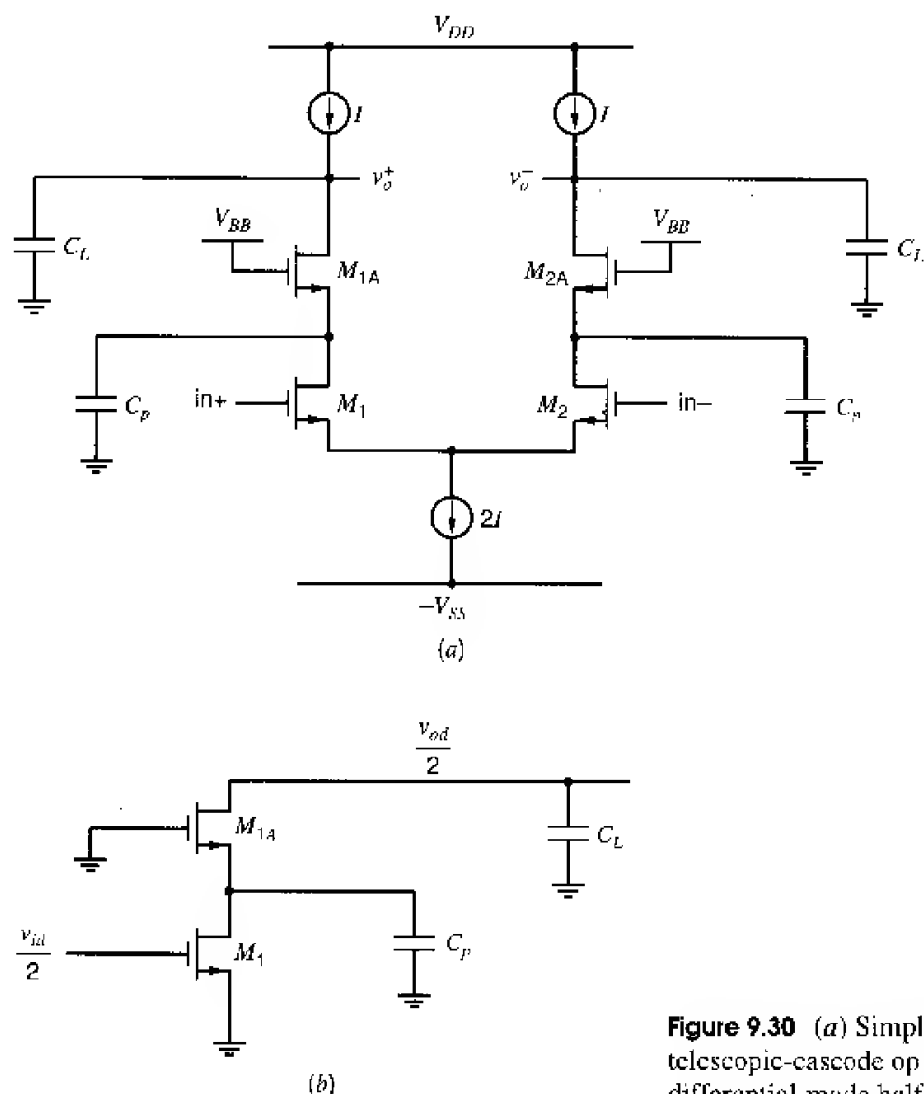 V_DD
I I
v_o^+ v_o^-
V_BB V_BB
C_L M_1A M_2A C_L
C_p in+ M_1 M_2 in− C_p
2I
−V_SS
(a)
v_od/2
M_1A C_L
v_id/2 M_1 C_p
(b)
Figure 9.30 (a) Simpl
telescopic-cascode op